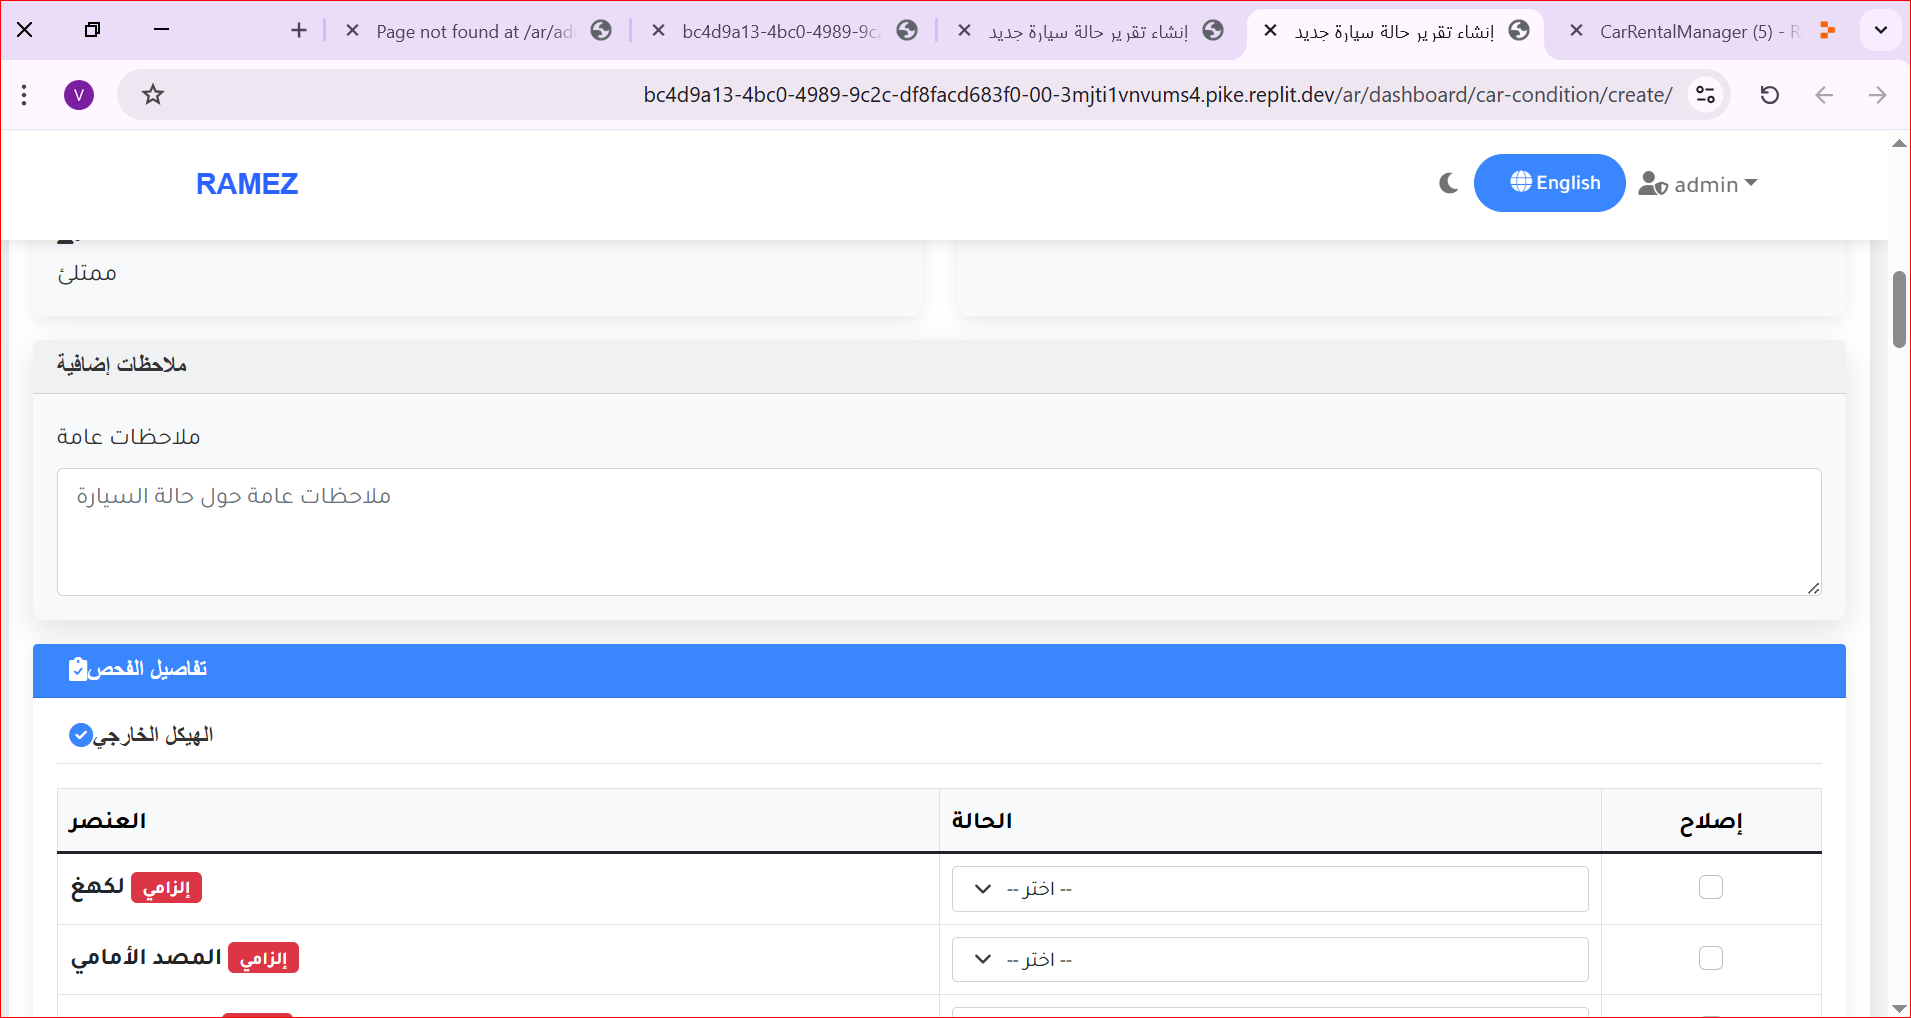 Page not found at /ar/adı
bc4d9a13-4bc0-4989-9c2
إنشاء تقرير حالة سيارة جديد
إنشاء تقرير حالة سيارة جديد
CarRentalManager (5) - R
V
bc4d9a13-4bc0-4989-9c2c-df8facd683f0-00-3mjti1vnvums4.pike.replit.dev/ar/dashboard/car-condition/create/
RAMEZ
English
admin
ممتلئ
ملاحظات إضافية
ملاحظات عامة
ملاحظات عامة حول حالة السيارة
تفاصيل الفحص
الهيكل الخارجي
العنصر
الحالة
إصلاح
لكهغ إلزامي
-- اختر --
المصد الأمامي إلزامي
-- اختر --